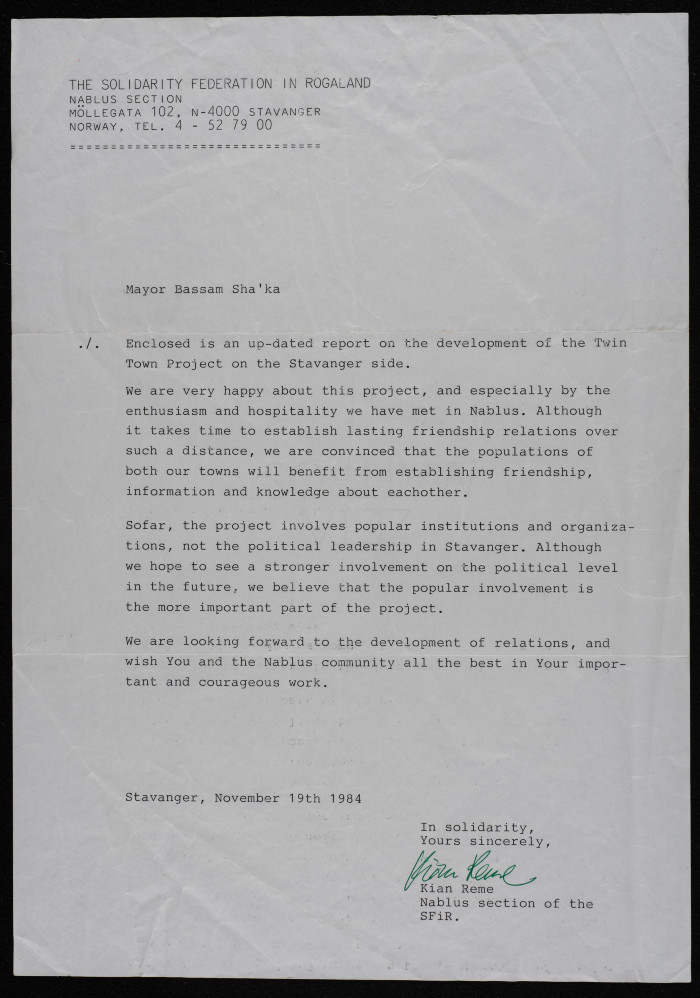 THE SOLIDARITY FEDERATION IN ROGALAND
NABLUS SECTION
MÖLLEGATA 102, N-4000 STAVANGER
NORWAY, TEL. 4 - 52 79 00
===============================
Mayor Bassam Sha'ka
./. Enclosed is an up-dated report on the development of the Twin
Town Project on the Stavanger side.
We are very happy about this project, and especially by the
enthusiasm and hospitality we have met in Nablus. Although
it takes time to establish lasting friendship relations over
such a distance, we are convinced that the populations of
both our towns will benefit from establishing friendship,
information and knowledge about eachother.
Sofar, the project involves popular institutions and organiza-
tions, not the political leadership in Stavanger. Although
we hope to see a stronger involvement on the political level
in the future, we believe that the popular involvement is
the more important part of the project.
We are looking forward to the development of relations, and
wish You and the Nablus community all the best in Your impor-
tant and courageous work.
Stavanger, November 19th 1984
In solidarity,
Yours sincerely,
Kian Reme
Kian Reme
Nablus section of the
SFiR.